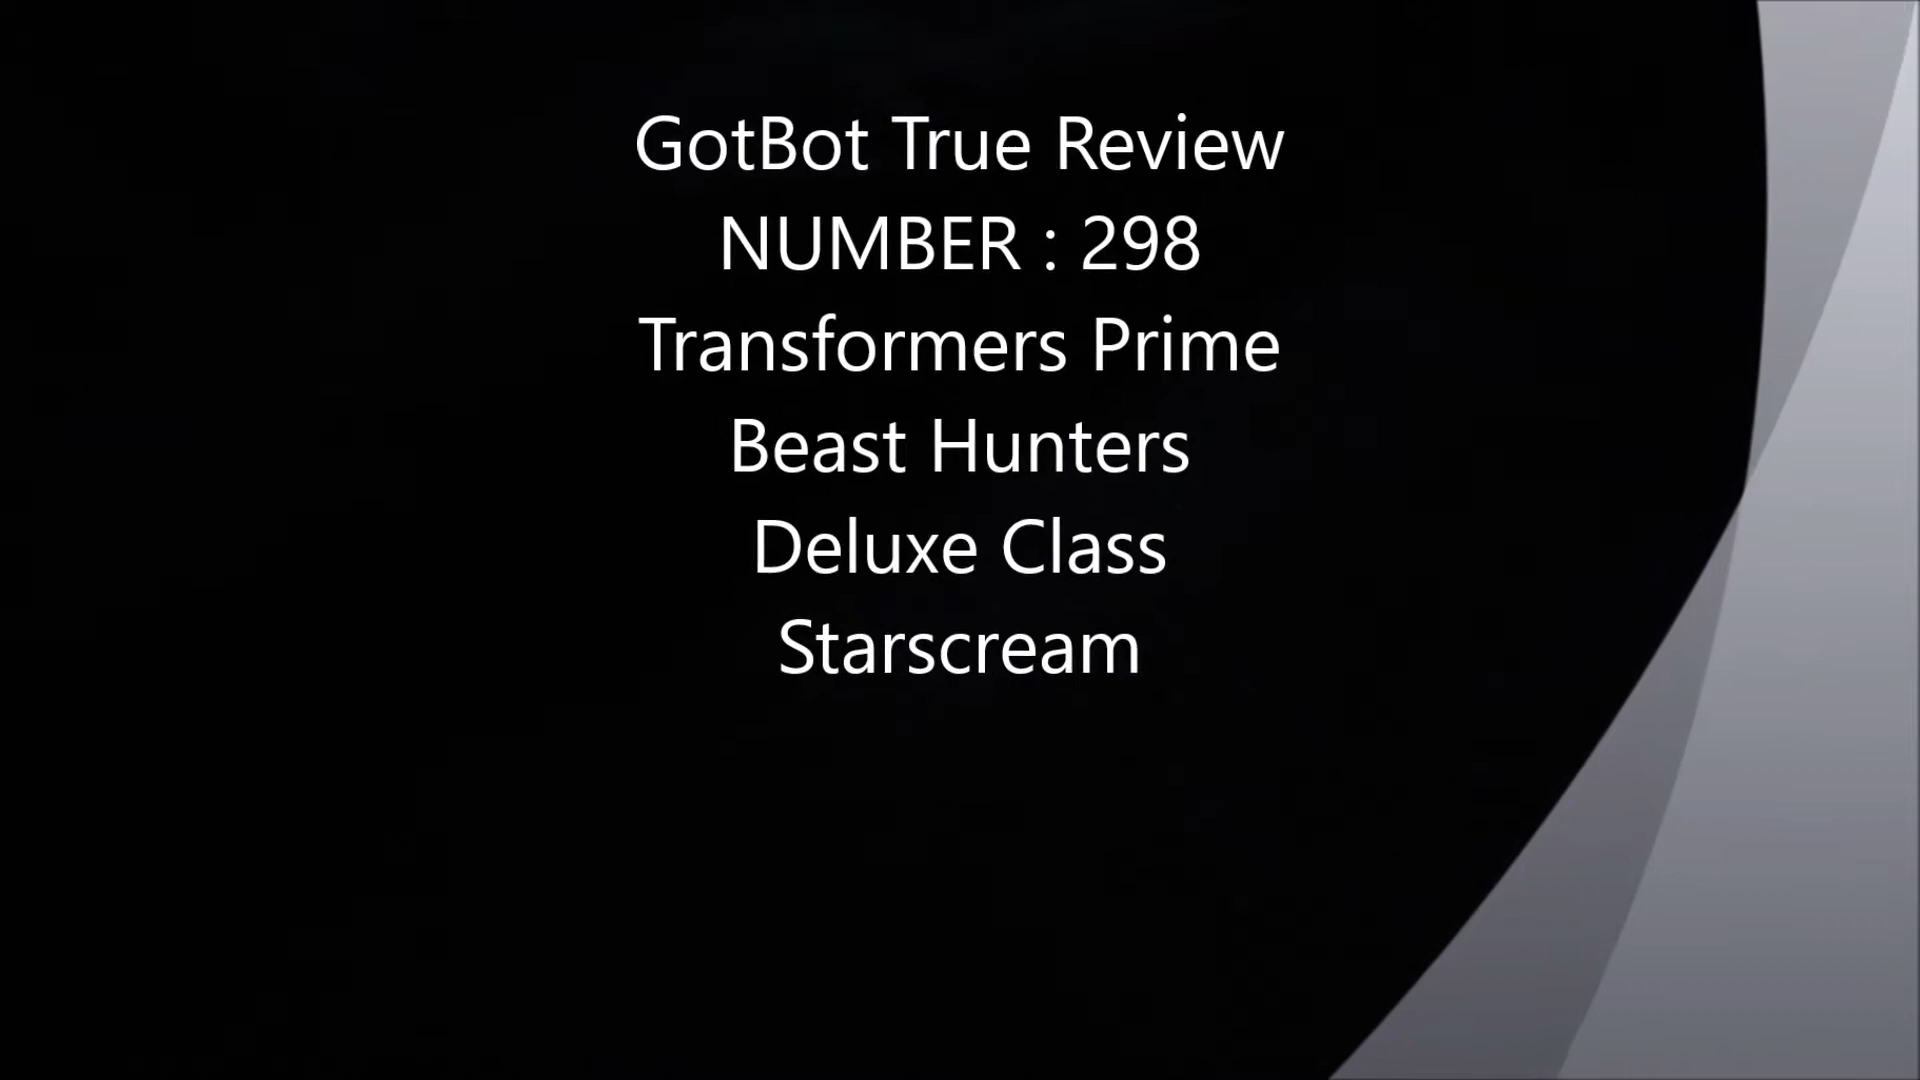 GotBot True Review
NUMBER : 298
Transformers Prime
Beast Hunters
Deluxe Class
Starscream